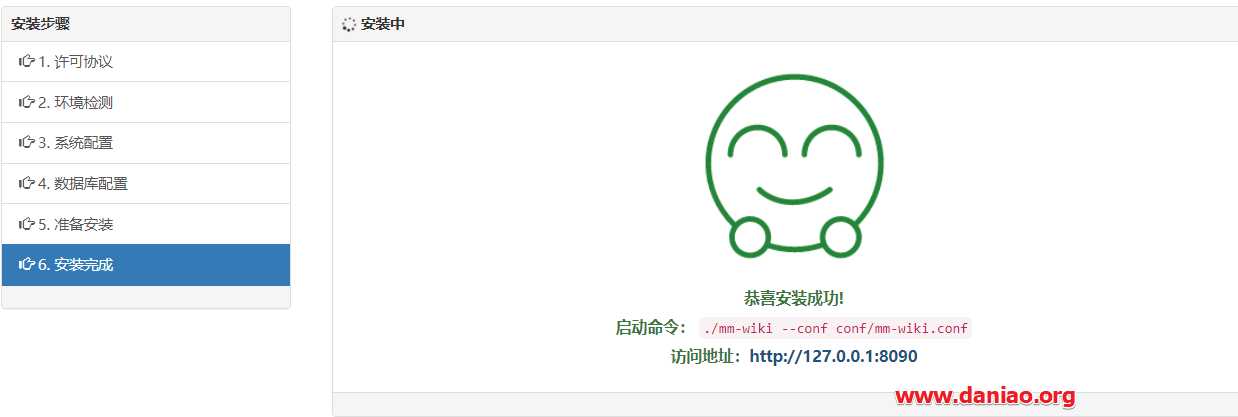 安装步骤
1. 许可协议
2. 环境检测
3. 系统配置
4. 数据库配置
5. 准备安装
6. 安装完成
安装中
恭喜安装成功!
启动命令： ./mm-wiki --conf conf/mm-wiki.conf
访问地址：http://127.0.0.1:8090
www.daniao.org